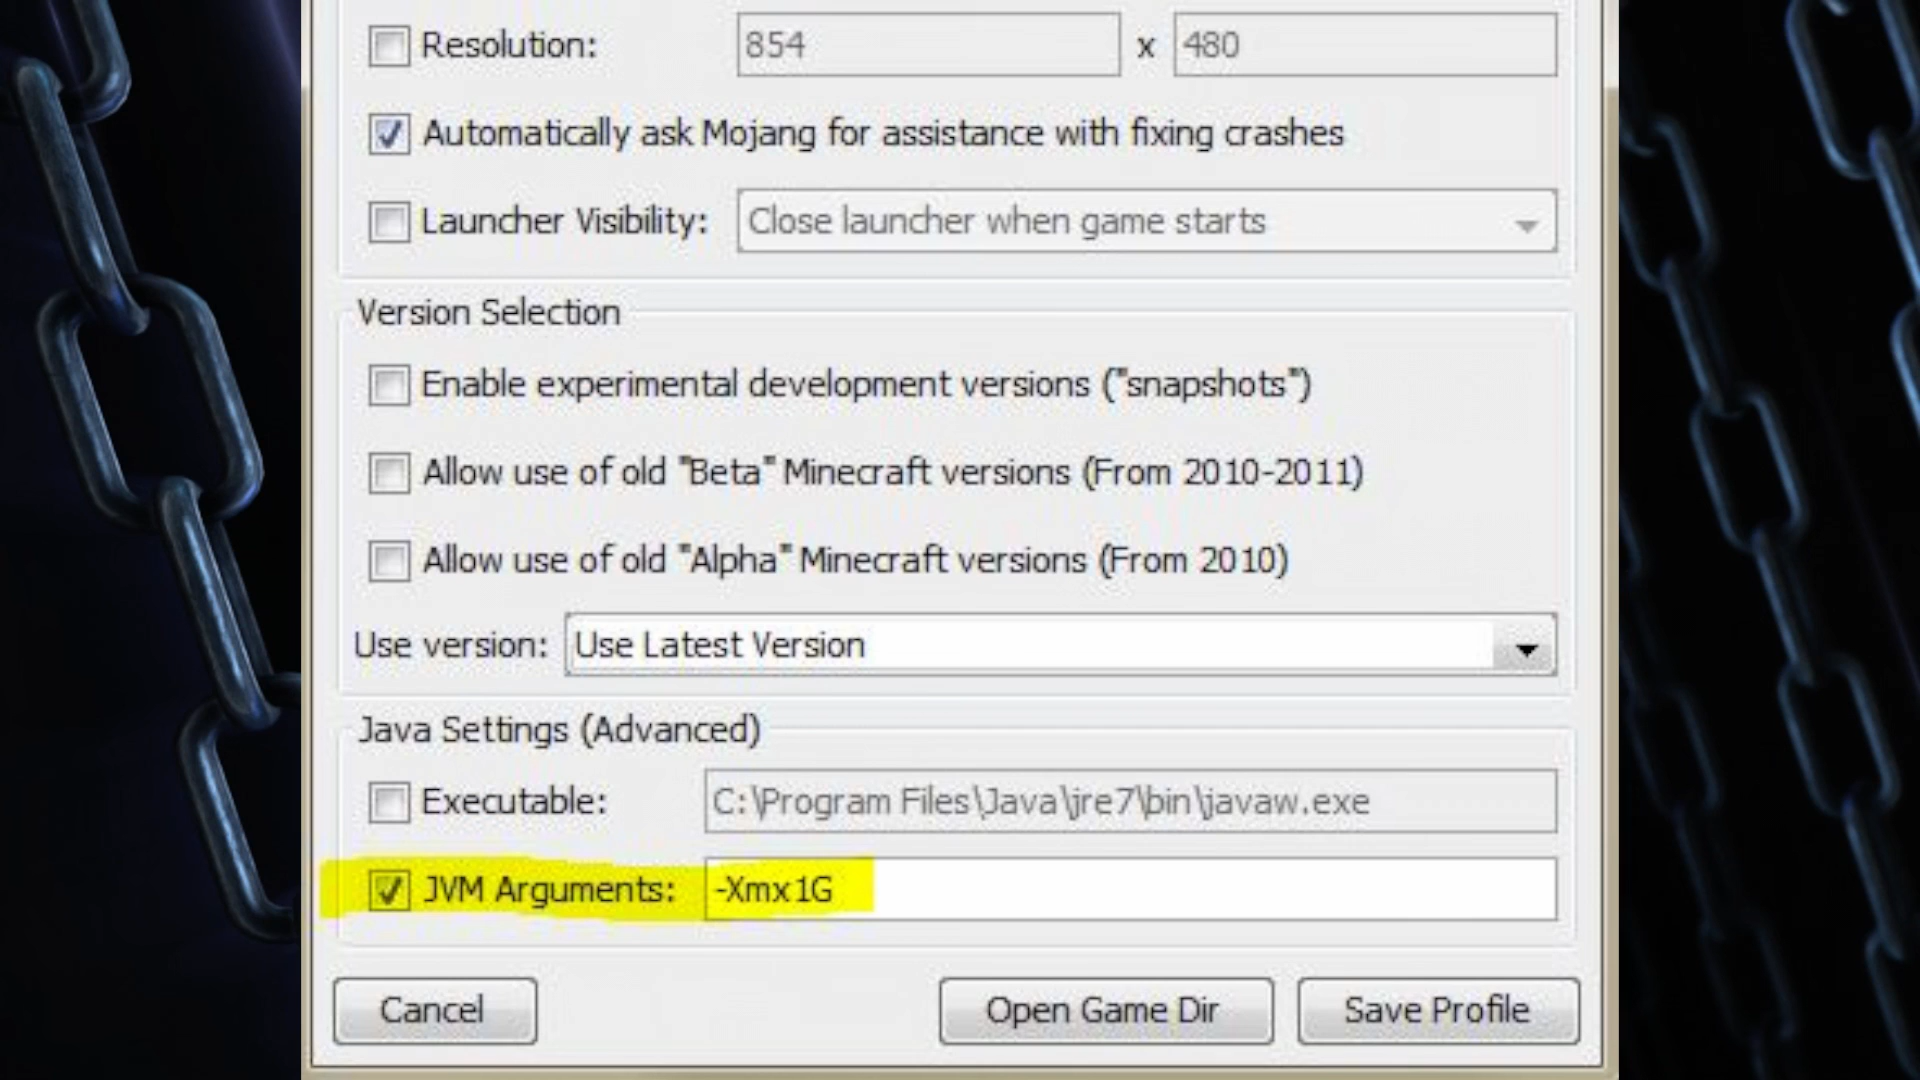 Resolution: 854 x 480
Automatically ask Mojang for assistance with fixing crashes
Launcher Visibility: Close launcher when game starts
Version Selection
Enable experimental development versions ("snapshots")
Allow use of old "Beta" Minecraft versions (From 2010-2011)
Allow use of old "Alpha" Minecraft versions (From 2010)
Use version: Use Latest Version
Java Settings (Advanced)
Executable: C:\Program Files\Java\jre7\bin\javaw.exe
JVM Arguments: -Xmx1G
Cancel Open Game Dir Save Profile